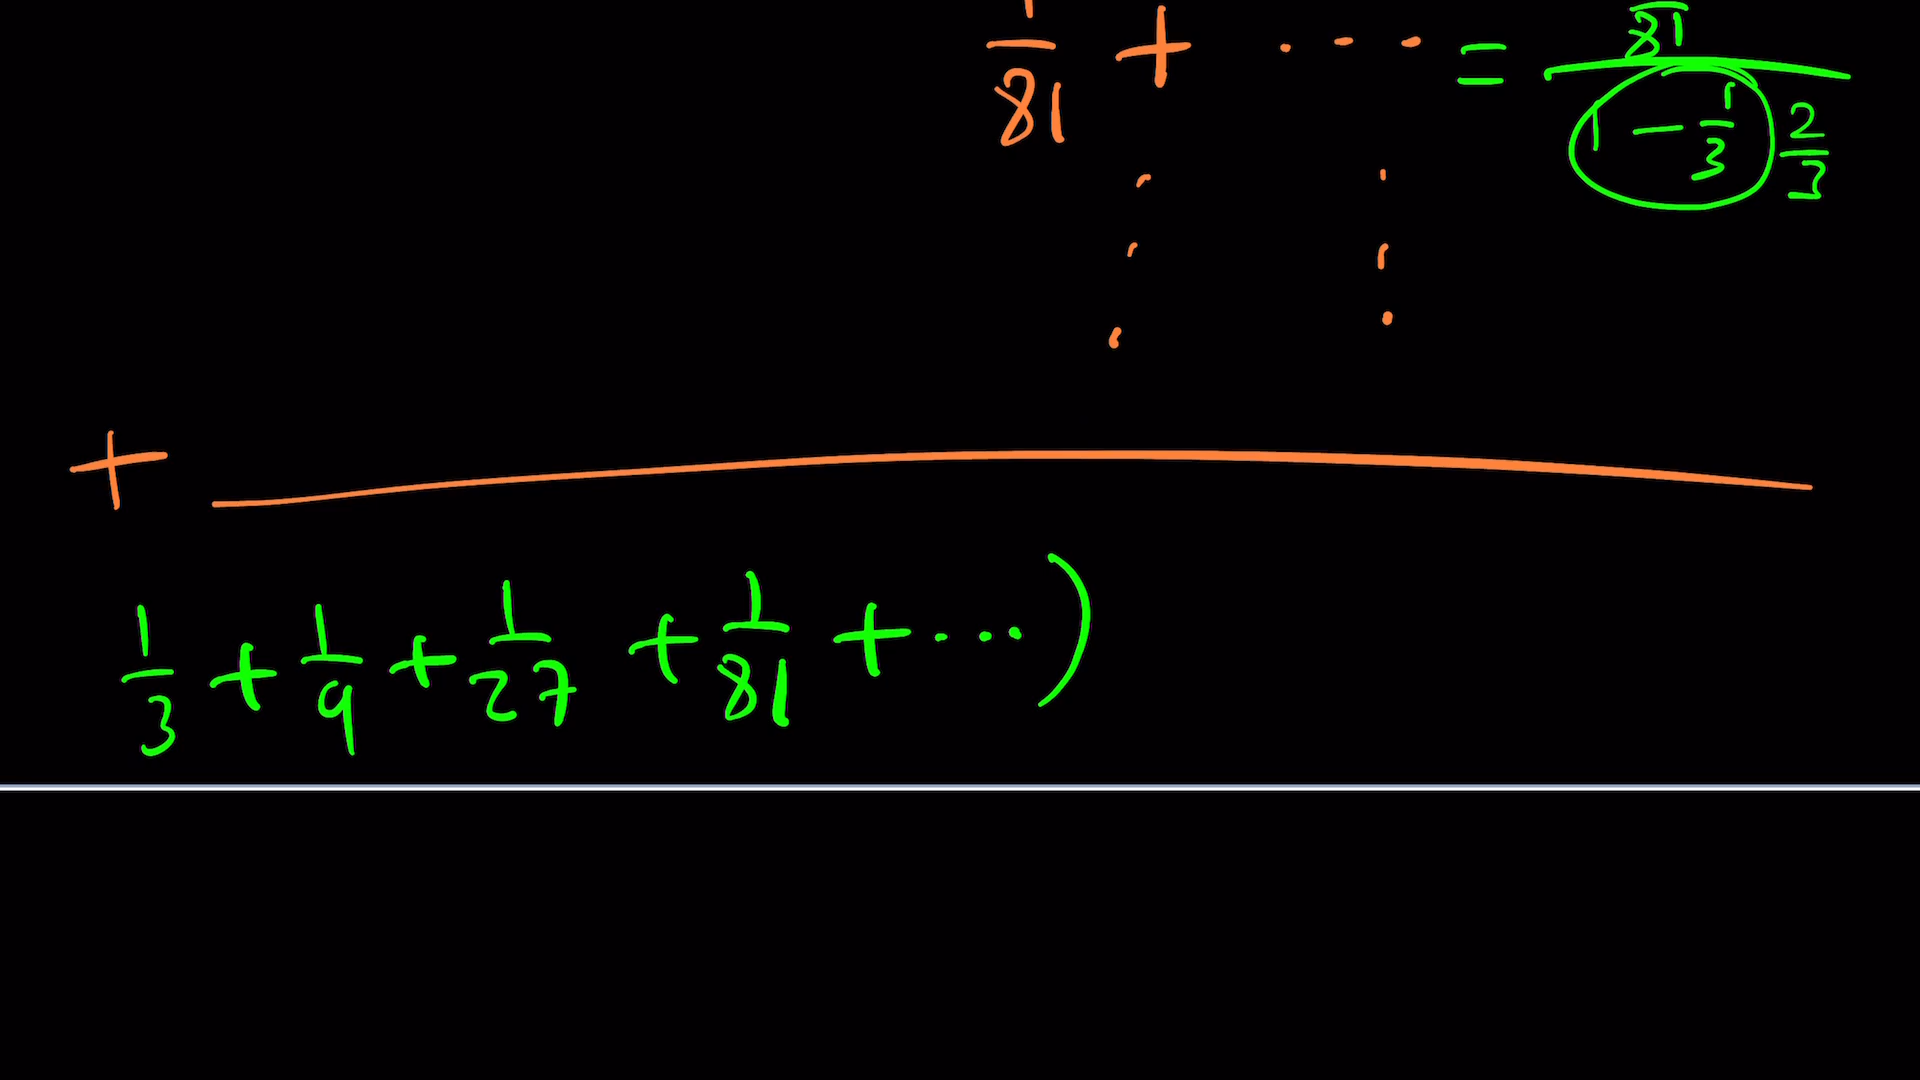 1/81 + ... = 1/81 / (1 - 1/3) 2/3
+
1/3 + 1/9 + 1/27 + 1/81 + ...)